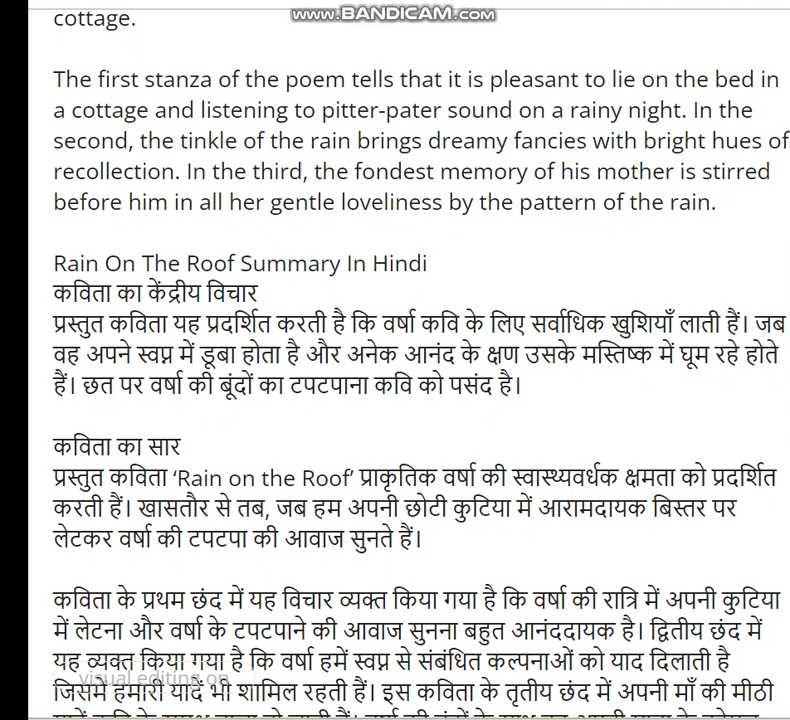 www.BANDICAM.com
cottage.
The first stanza of the poem tells that it is pleasant to lie on the bed in
a cottage and listening to pitter-pater sound on a rainy night. In the
second, the tinkle of the rain brings dreamy fancies with bright hues of
recollection. In the third, the fondest memory of his mother is stirred
before him in all her gentle loveliness by the pattern of the rain.
Rain On The Roof Summary In Hindi
कविता का केंद्रीय विचार
प्रस्तुत कविता यह प्रदर्शित करती है कि वर्षा कवि के लिए सर्वाधिक खुशियाँ लाती हैं। जब
वह अपने स्वप्न में डूबा होता है और अनेक आनंद के क्षण उसके मस्तिष्क में घूम रहे होते
हैं। छत पर वर्षा की बूंदों का टपटपाना कवि को पसंद है।
कविता का सार
प्रस्तुत कविता ‘Rain on the Roof’ प्राकृतिक वर्षा की स्वास्थ्यवर्धक क्षमता को प्रदर्शित
करती हैं। खासतौर से तब, जब हम अपनी छोटी कुटिया में आरामदायक बिस्तर पर
लेटकर वर्षा की टपटपा की आवाज सुनते हैं।
कविता के प्रथम छंद में यह विचार व्यक्त किया गया है कि वर्षा की रात्रि में अपनी कुटिया
में लेटना और वर्षा के टपटपाने की आवाज सुनना बहुत आनंददायक है। द्वितीय छंद में
यह व्यक्त किया गया है कि वर्षा हमें स्वप्न से संबंधित कल्पनाओं को याद दिलाती है
visual editing on
जिसमें हमारी यादें भी शामिल रहती हैं। इस कविता के तृतीय छंद में अपनी माँ की मीठी